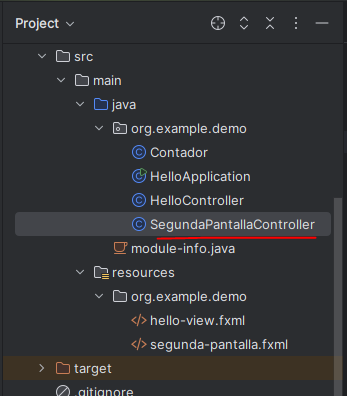 Project
src
main
java
org.example.demo
Contador
HelloApplication
HelloController
SegundaPantallaController
module-info.java
resources
org.example.demo
hello-view.fxml
segunda-pantalla.fxml
target
.gitignore